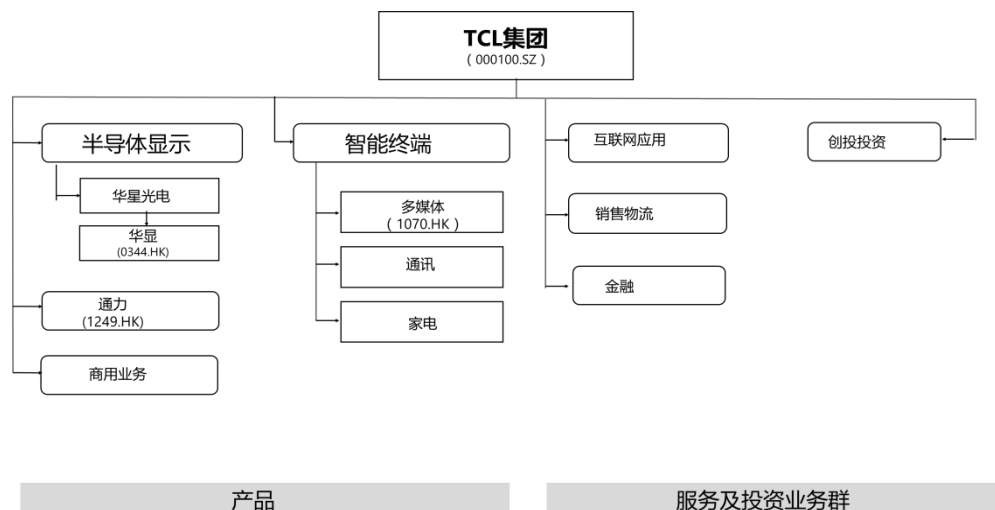 TCL集团
(000100.SZ)
半导体显示
智能终端
互联网应用
创投投资
华星光电
华显
(0344.HK)
多媒体
(1070.HK)
销售物流
通讯
金融
通力
(1249.HK)
家电
商用业务
产品
服务及投资业务群